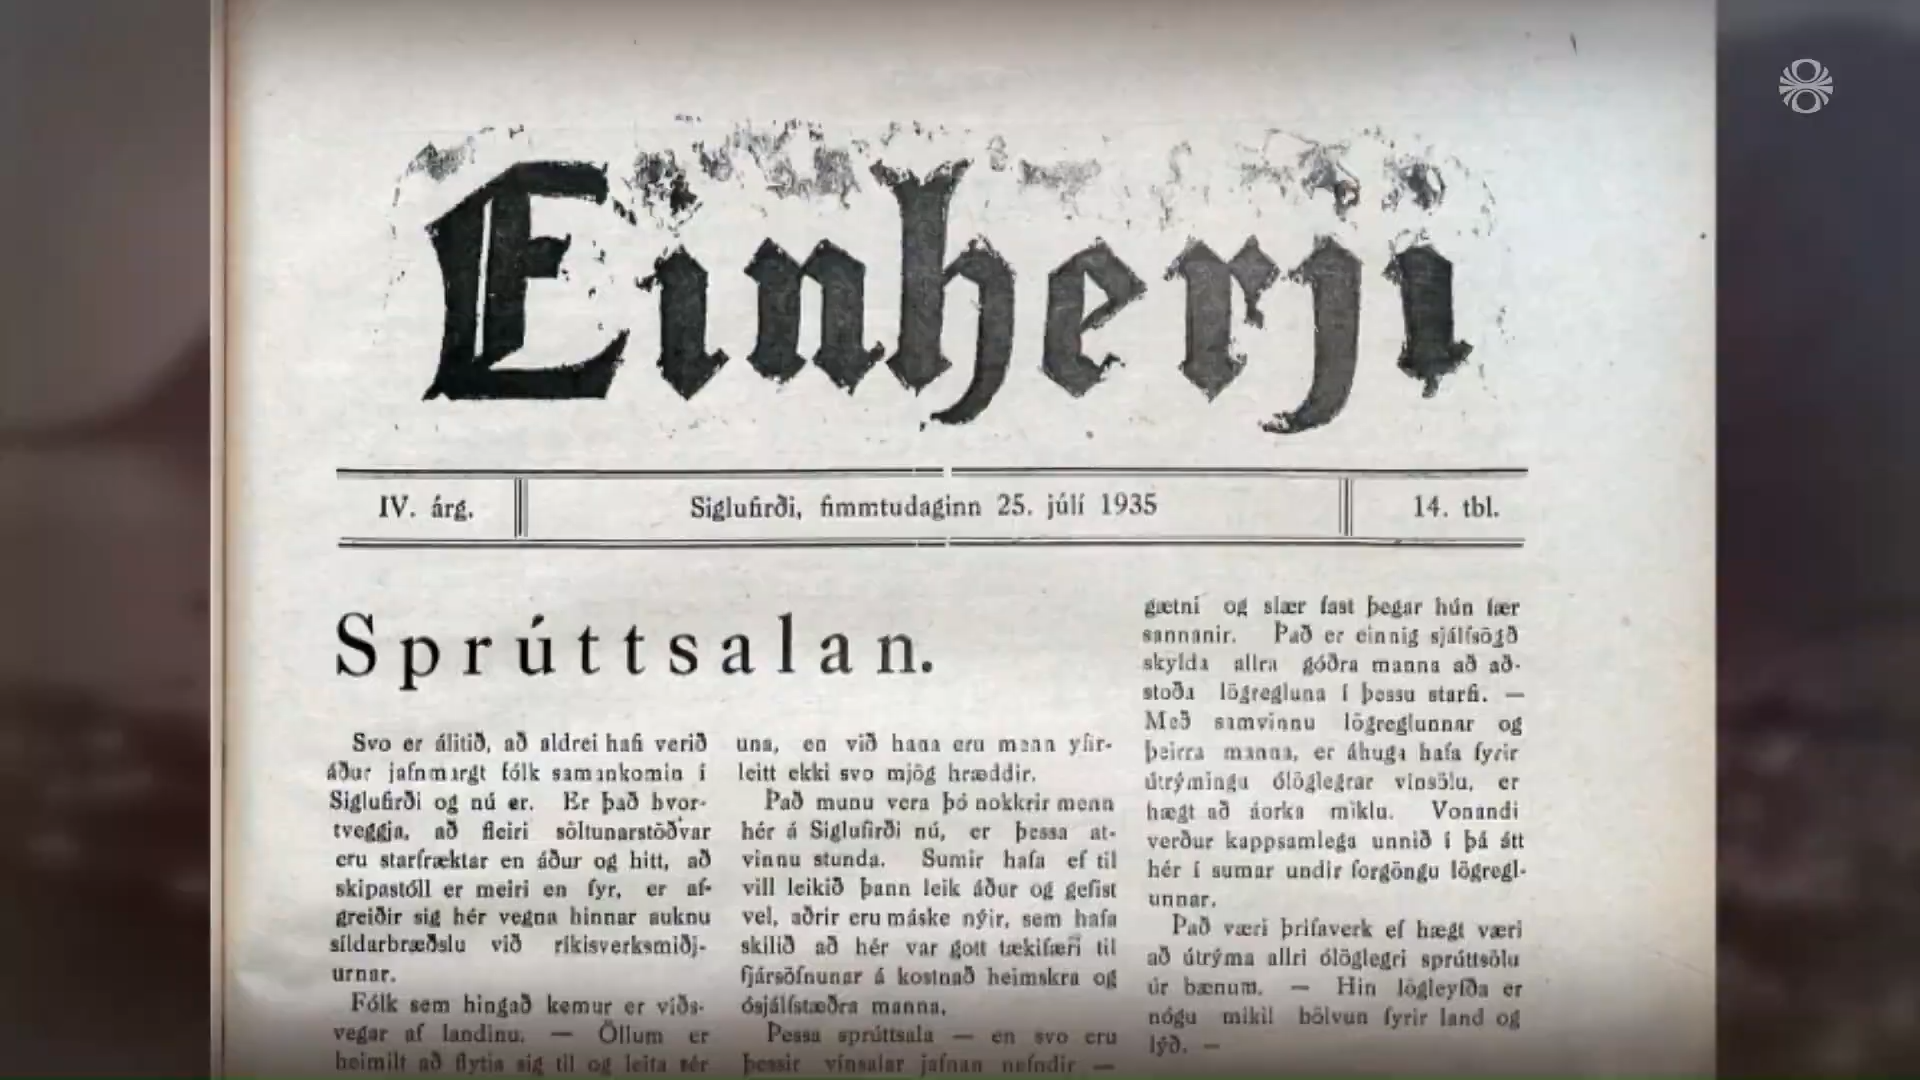 Einherji
IV. árg.
Siglufirði, fimmtudaginn 25. júlí 1935
14. tbl.
Sprúttsalan.
Svo er álitið, að aldrei hafi verið
áður jafnmargt fólk samankomin í
Siglufirði og nú er. Er það hvor-
tveggja, að fleiri söltunarstöðvar
eru starfræktar en áður og hitt, að
skipastóll er meiri en fyr, er af-
greiðir sig hér vegna hinnar auknu
síldarbræðslu við ríkisverksmiðj-
urnar.
Fólk sem hingað kemur er víðs-
vegar af landinu. — Öllum er
heimilt að flytja sig til og leita sér
una, en við hana eru menn yfir-
leitt ekki svo mjög hræddir.
Það munu vera þó nokkrir menn
hér á Siglufirði nú, er þessa at-
vinnu stunda. Sumir hafa ef til
vill leikið þann leik áður og gefist
vel, aðrir eru máske nýir, sem hafa
skilið að hér var gott tækifæri til
fjársöfnunar á kostnað heimskra og
ósjálfstæðra manna.
Þessa sprúttsala — en svo eru
þessir vínsalar jafnan nefndir —
gætni og slær fast þegar hún fær
sannanir. Það er einnig sjálfsögð
skylda allra góðra manna að að-
stoða lögregluna í þessu starfi. —
Með samvinnu lögreglunnar og
þeirra manna, er áhuga hafa fyrir
útrýmingu ólöglegrar vínsölu, er
hægt að áorka miklu. Vonandi
verður kappsamlega unnið í þá átt
hér í sumar undir forgöngu lögregl-
unnar.
Það væri þrifaverk ef hægt væri
að útrýma allri ólöglegri sprúttsölu
úr bænum. — Hin lögleyfða er
nógu mikil bölvun fyrir land og
lýð. —